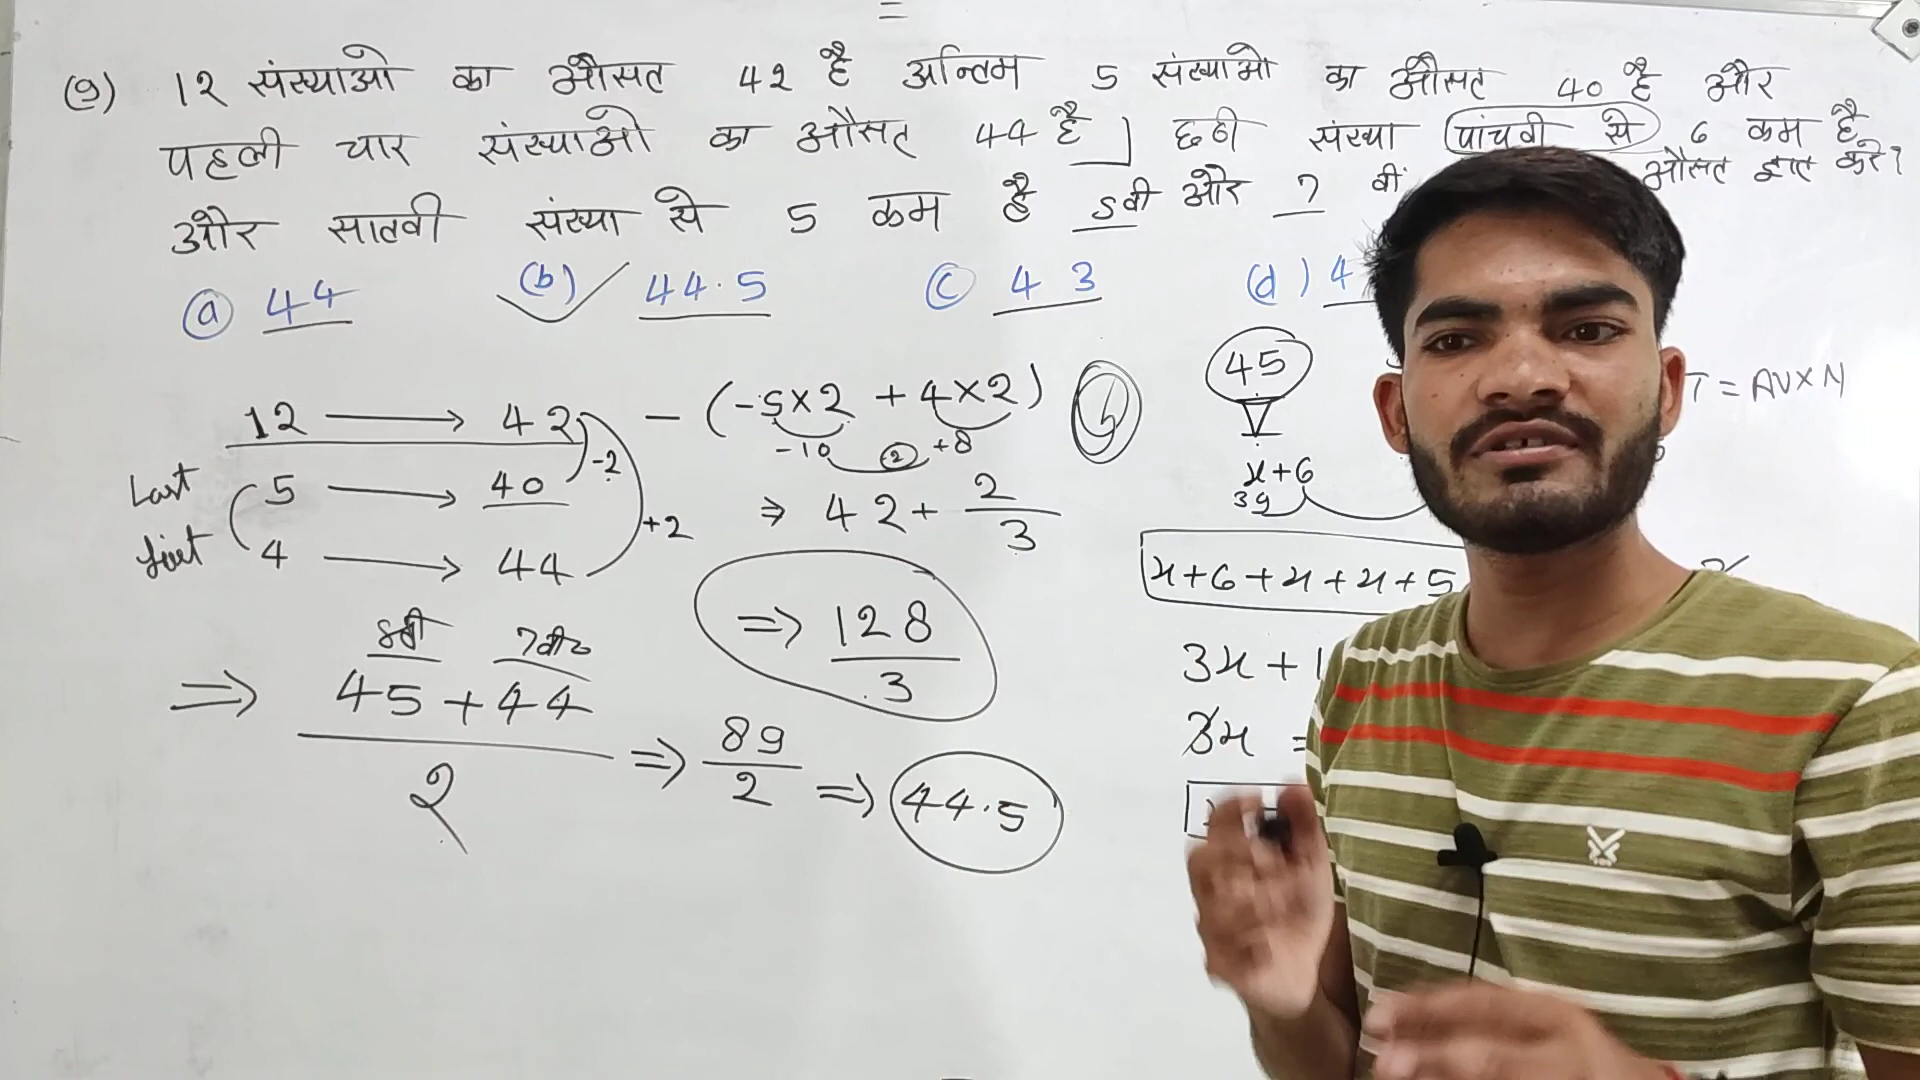 (9) 12 संख्याओ का औसत 42 है अन्तिम 5 संख्याओ का औसत 40 है और
पहली चार संख्याओ का औसत 44 है छठी संख्या पांचवी से 6 कम है
और सातवी संख्या से 5 कम है 5वी और 7 वी औसत ज्ञात करे?
(a) 44 (b) 44.5 (c) 43 (d) 4
12 → 42 - (-5×2 + 4×2)
-10 (2) +8
Last 5 → 40 -2
⇒ 42 + 2/3
first 4 → 44 +2
⇒ 128/3
5वी 7वी
⇒ 45+44/2 ⇒ 89/2 ⇒ 44.5
45
T = AV×N
x+6
39
x+6+x+x+5
3x+1
3x =